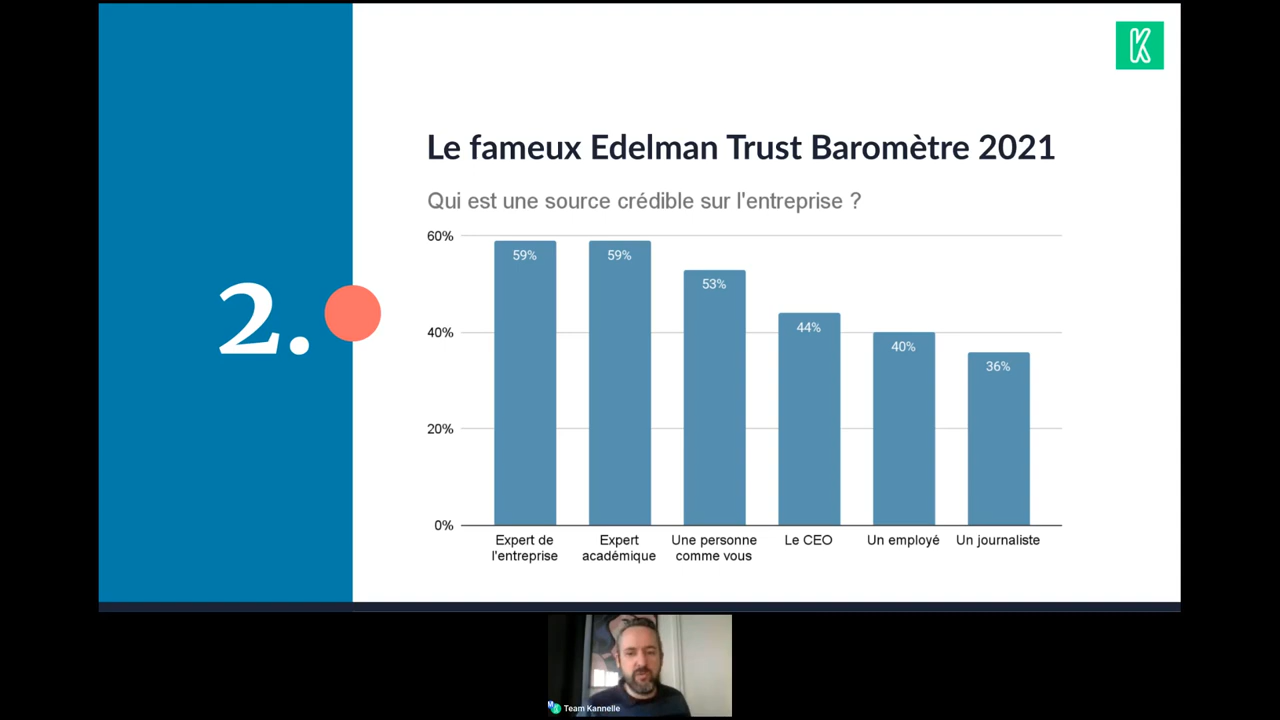 K
Le fameux Edelman Trust Baromètre 2021
Qui est une source crédible sur l'entreprise ?
2.
60%
40%
20%
0%
59%
59%
53%
44%
40%
36%
Expert de
l'entreprise
Expert
académique
Une personne
comme vous
Le CEO
Un employé
Un journaliste
Team Kannelle